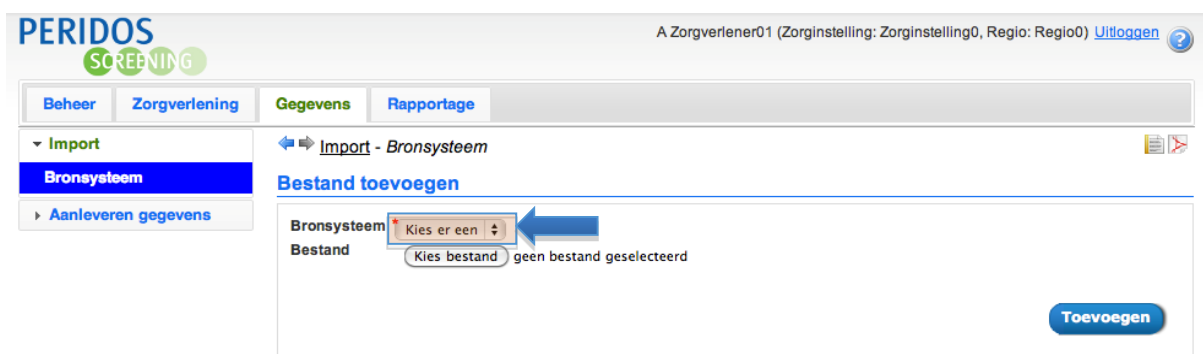 PERIDOS
SCREENING
A Zorgverlener01 (Zorginstelling: Zorginstelling0, Regio: Regio0) Uitloggen ?
Beheer Zorgverlening Gegevens Rapportage
Import
Bronsysteem
Aanleveren gegevens
Import - Bronsysteem
Bestand toevoegen
Bronsysteem * Kies er een
Bestand Kies bestand geen bestand geselecteerd
Toevoegen